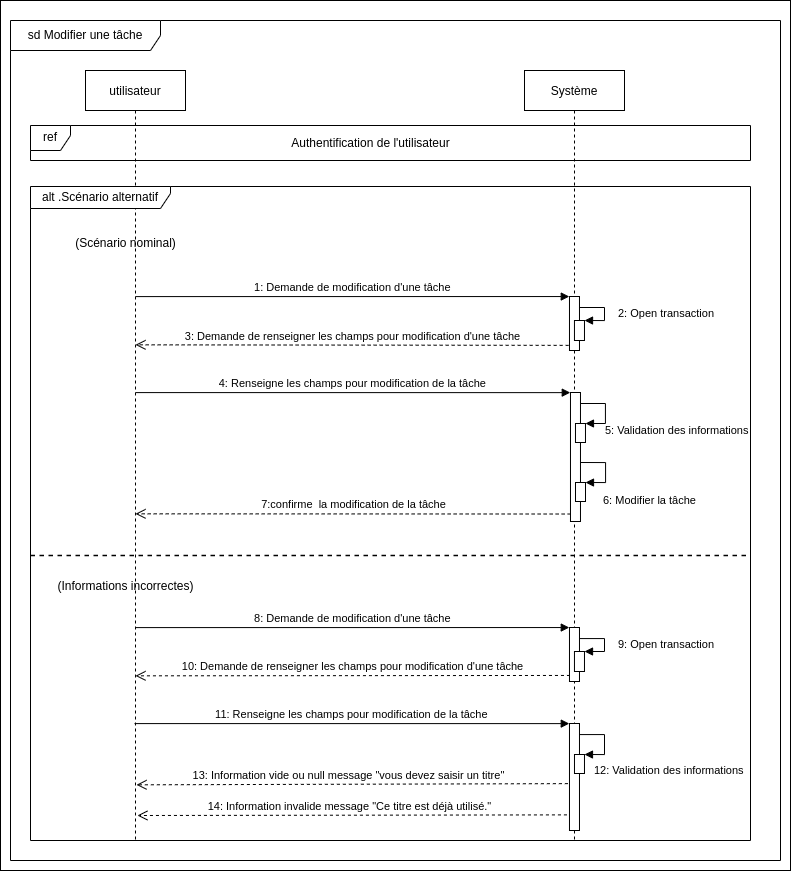 sd Modifier une tâche
utilisateur
Système
ref
Authentification de l'utilisateur
alt .Scénario alternatif
(Scénario nominal)
1: Demande de modification d'une tâche
2: Open transaction
3: Demande de renseigner les champs pour modification d'une tâche
4: Renseigne les champs pour modification de la tâche
5: Validation des informations
6: Modifier la tâche
7:confirme la modification de la tâche
(Informations incorrectes)
8: Demande de modification d'une tâche
9: Open transaction
10: Demande de renseigner les champs pour modification d'une tâche
11: Renseigne les champs pour modification de la tâche
12: Validation des informations
13: Information vide ou null message "vous devez saisir un titre"
14: Information invalide message "Ce titre est déjà utilisé."